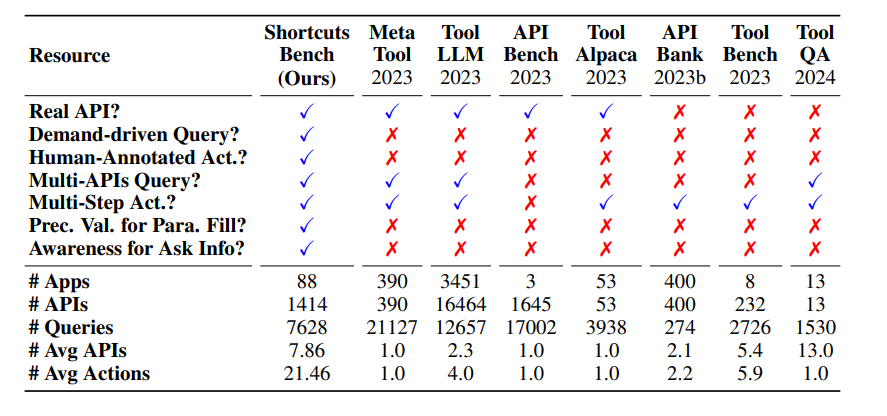 Shortcuts Meta Tool API Tool API Tool Tool
Resource Bench Tool LLM Bench Alpaca Bank Bench QA
(Ours) 2023 2023 2023 2023 2023b 2023 2024
Real API? ✓ ✓ ✓ ✓ ✓ ✗ ✗ ✗
Demand-driven Query? ✓ ✗ ✗ ✗ ✗ ✗ ✗ ✗
Human-Annotated Act.? ✓ ✗ ✗ ✗ ✗ ✗ ✗ ✗
Multi-APIs Query? ✓ ✓ ✓ ✗ ✗ ✗ ✗ ✓
Multi-Step Act.? ✓ ✓ ✓ ✗ ✓ ✓ ✓ ✓
Prec. Val. for Para. Fill? ✓ ✗ ✗ ✗ ✗ ✗ ✗ ✗
Awareness for Ask Info? ✓ ✗ ✗ ✗ ✗ ✗ ✗ ✗
# Apps 88 390 3451 3 53 400 8 13
# APIs 1414 390 16464 1645 53 400 232 13
# Queries 7628 21127 12657 17002 3938 274 2726 1530
# Avg APIs 7.86 1.0 2.3 1.0 1.0 2.1 5.4 13.0
# Avg Actions 21.46 1.0 4.0 1.0 1.0 2.2 5.9 1.0